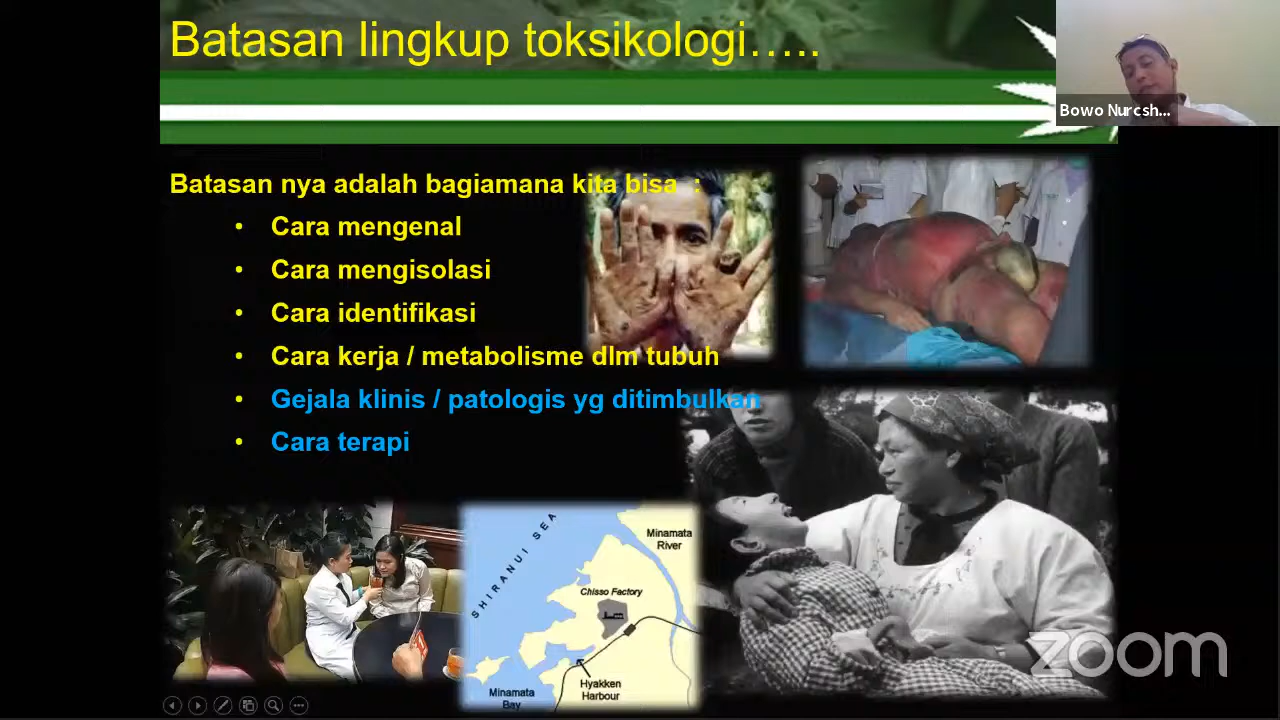 Batasan lingkup toksikologi.....
Bowo Nurcsh...
Batasan nya adalah bagiamana kita bisa :
• Cara mengenal
• Cara mengisolasi
• Cara identifikasi
• Cara kerja / metabolisme dlm tubuh
• Gejala klinis / patologis yg ditimbulkan
• Cara terapi
SHIRANUI SEA
Minamata
River
Chisso Factory
Hyakken
Harbour
Minamata
Bay
zoom